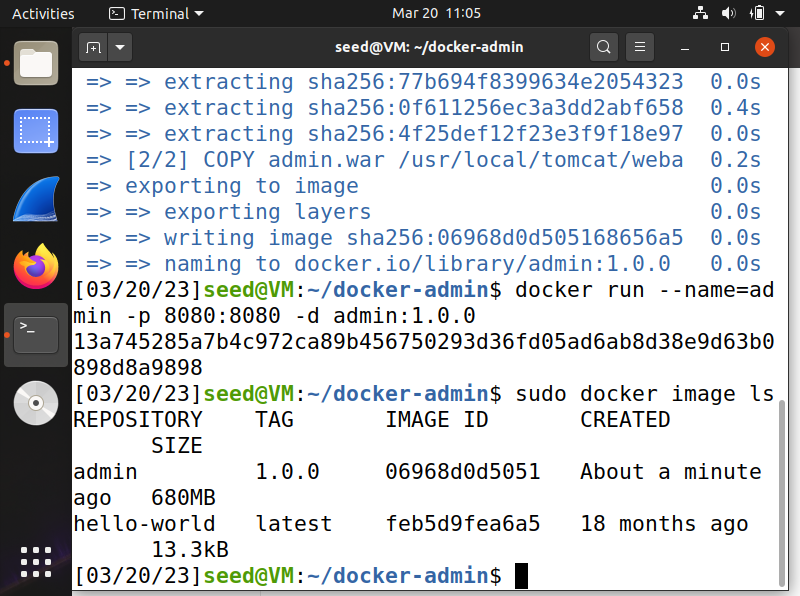 Activities Terminal Mar 20 11:05
seed@VM: ~/docker-admin
=> => extracting sha256:77b694f8399634e2054323 0.0s
=> => extracting sha256:0f611256ec3a3dd2abf658 0.4s
=> => extracting sha256:4f25def12f23e3f9f18e97 0.0s
=> [2/2] COPY admin.war /usr/local/tomcat/weba 0.2s
=> exporting to image 0.0s
=> => exporting layers 0.0s
=> => writing image sha256:06968d0d505168656a5 0.0s
=> => naming to docker.io/library/admin:1.0.0 0.0s
[03/20/23]seed@VM:~/docker-admin$ docker run --name=ad
min -p 8080:8080 -d admin:1.0.0
13a745285a7b4c972ca89b456750293d36fd05ad6ab8d38e9d63b0
898d8a9898
[03/20/23]seed@VM:~/docker-admin$ sudo docker image ls
REPOSITORY TAG IMAGE ID CREATED
SIZE
admin 1.0.0 06968d0d5051 About a minute
ago 680MB
hello-world latest feb5d9fea6a5 18 months ago
13.3kB
[03/20/23]seed@VM:~/docker-admin$